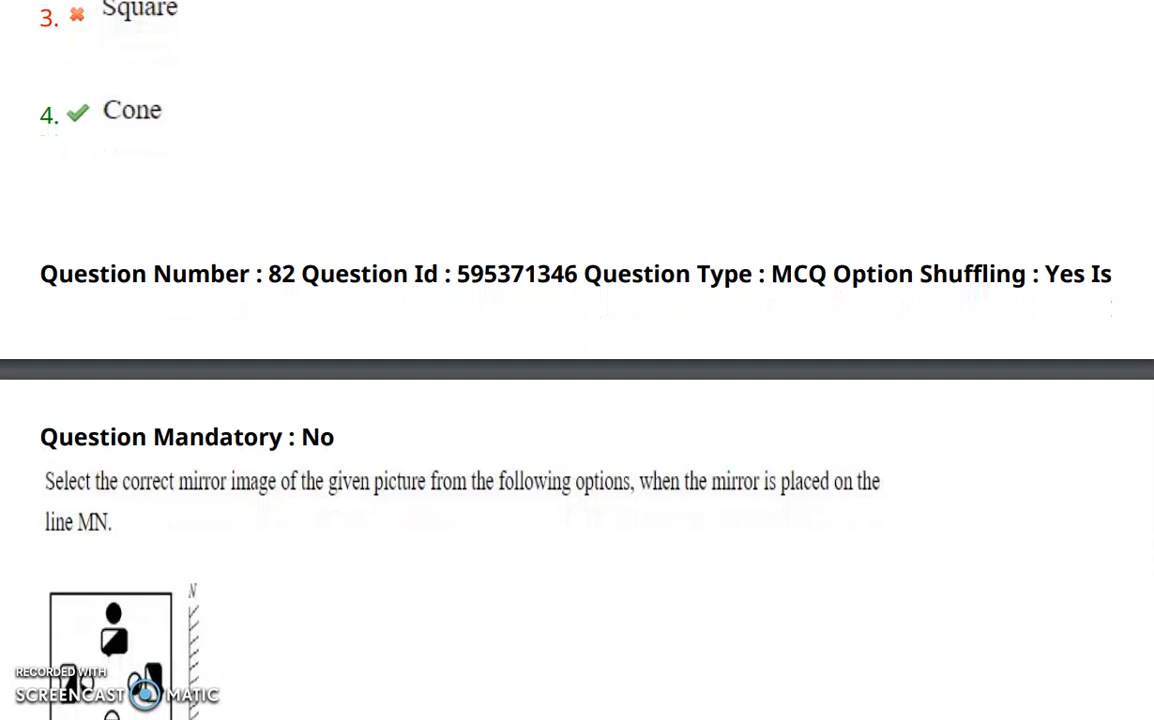 3. Square
4. Cone
Question Number : 82 Question Id : 595371346 Question Type : MCQ Option Shuffling : Yes Is
Question Mandatory : No
Select the correct mirror image of the given picture from the following options, when the mirror is placed on the
line MN.
N
RECORDED WITH
SCREENCAST MATIC